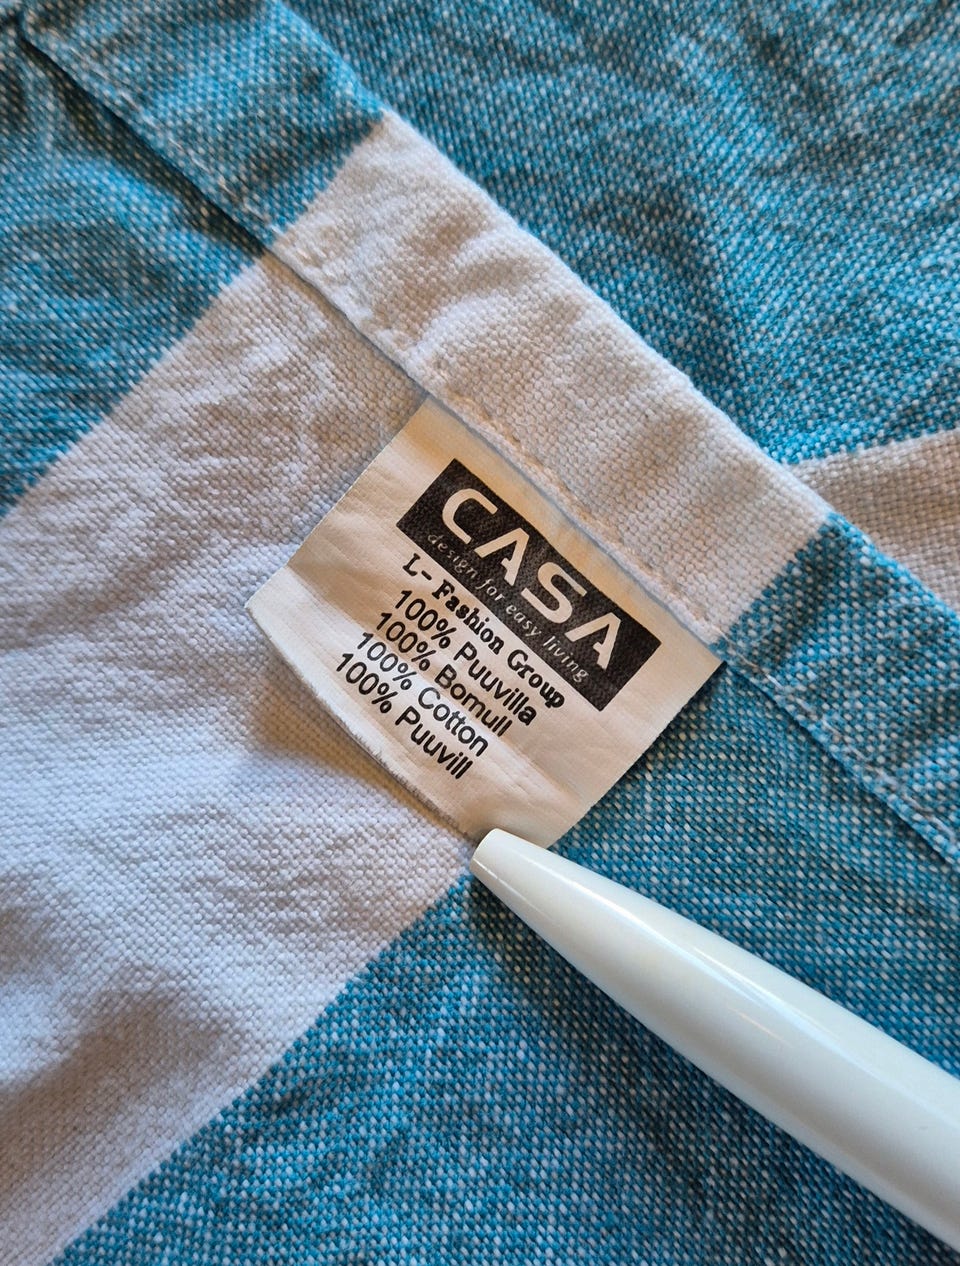 CASA
design for easy living
L-Fashion Group
100% Puuvilla
100% Bomull
100% Cotton
100% Puuvill